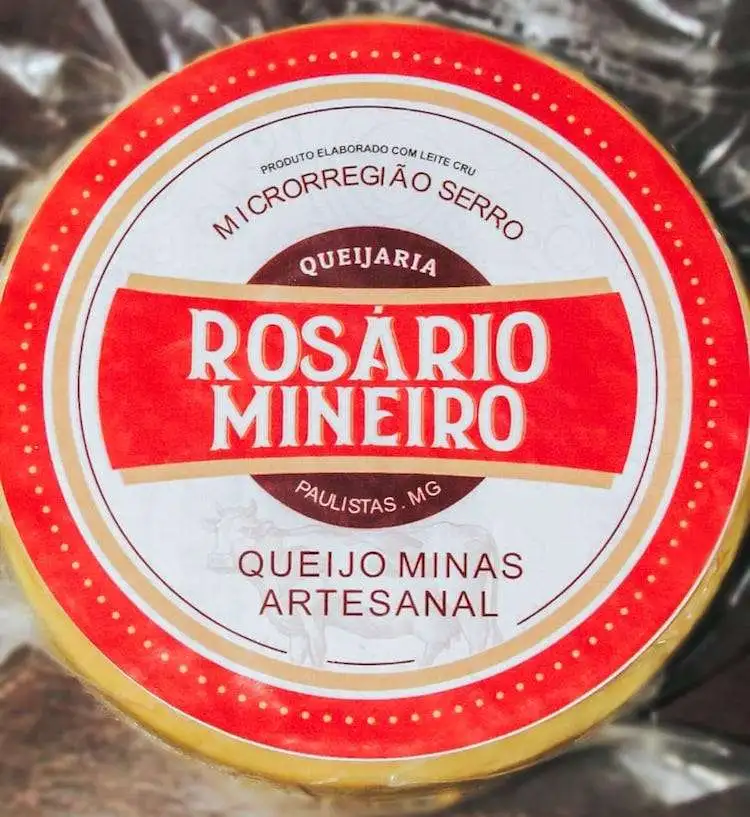 PRODUTO ELABORADO COM LEITE CRU
MICRORREGIÃO SERRO
QUEIJARIA
ROSÁRIO
MINEIRO
PAULISTAS.MG
QUEIJO MINAS
ARTESANAL